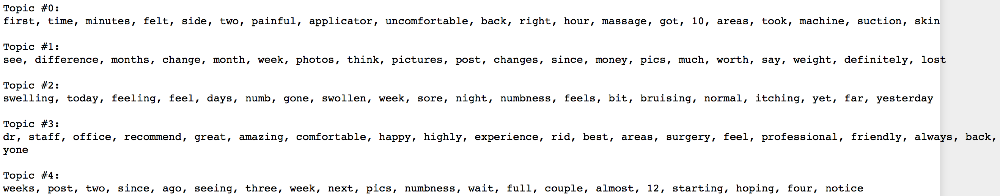 Topic #0:
first, time, minutes, felt, side, two, painful, applicator, uncomfortable, back, right, hour, massage, got, 10, areas, took, machine, suction, skin
Topic #1:
see, difference, months, change, month, week, photos, think, pictures, post, changes, since, money, pics, much, worth, say, weight, definitely, lost
Topic #2:
swelling, today, feeling, feel, days, numb, gone, swollen, week, sore, night, numbness, feels, bit, bruising, normal, itching, yet, far, yesterday
Topic #3:
dr, staff, office, recommend, great, amazing, comfortable, happy, highly, experience, rid, best, areas, surgery, feel, professional, friendly, always, back,
yone
Topic #4:
weeks, post, two, since, ago, seeing, three, week, next, pics, numbness, wait, full, couple, almost, 12, starting, hoping, four, notice